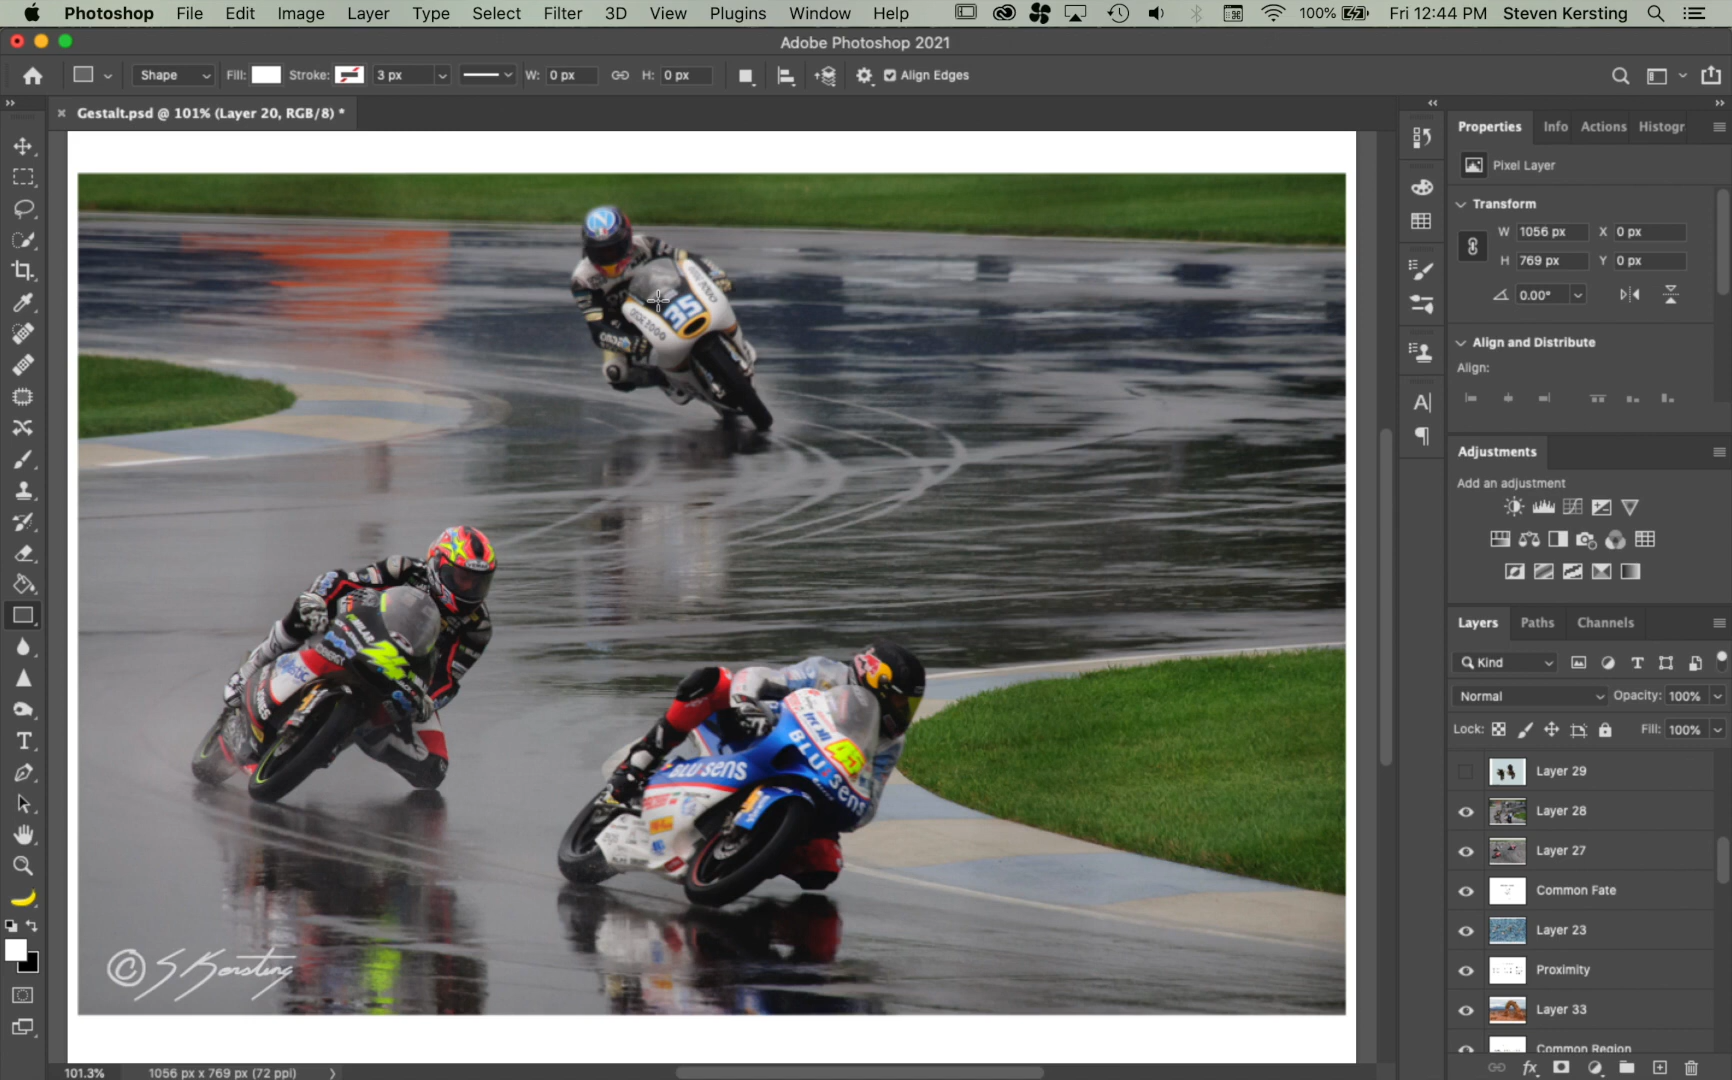 Photoshop File Edit Image Layer Type Select Filter 3D View Plugins Window Help 100% Fri 12:44 PM Steven Kersting
Adobe Photoshop 2021
Shape Fill: Stroke: 3 px W: 0 px H: 0 px Align Edges
Gestalt.psd @ 101% (Layer 20, RGB/8) *
Properties Info Actions Histogr
Pixel Layer
Transform
W 1056 px X 0 px
H 769 px Y 0 px
0.00°
Align and Distribute
Align:
Adjustments
Add an adjustment
Layers Paths Channels
Kind
Normal Opacity: 100%
Lock: Fill: 100%
Layer 29
Layer 28
Layer 27
Common Fate
Layer 23
Proximity
Layer 33
Common Region
35
24
45
BLU:sens
BLU:sens
© S Kersting
101.3% 1056 px x 769 px (72 ppi)